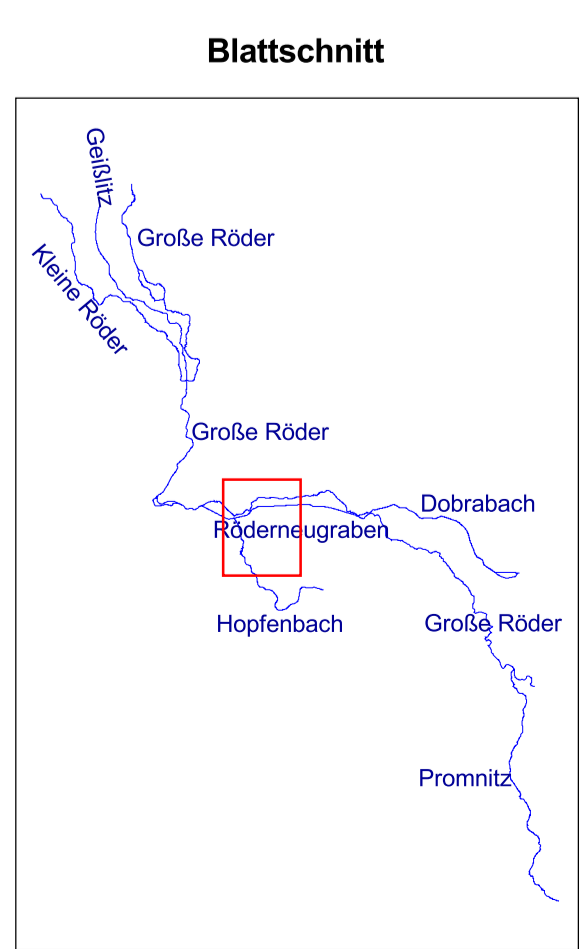 Blattschnitt
Geißlitz
Große Röder
Kleine Röder
Große Röder
Dobrabach
Röderneugraben
Hopfenbach
Große Röder
Promnitz